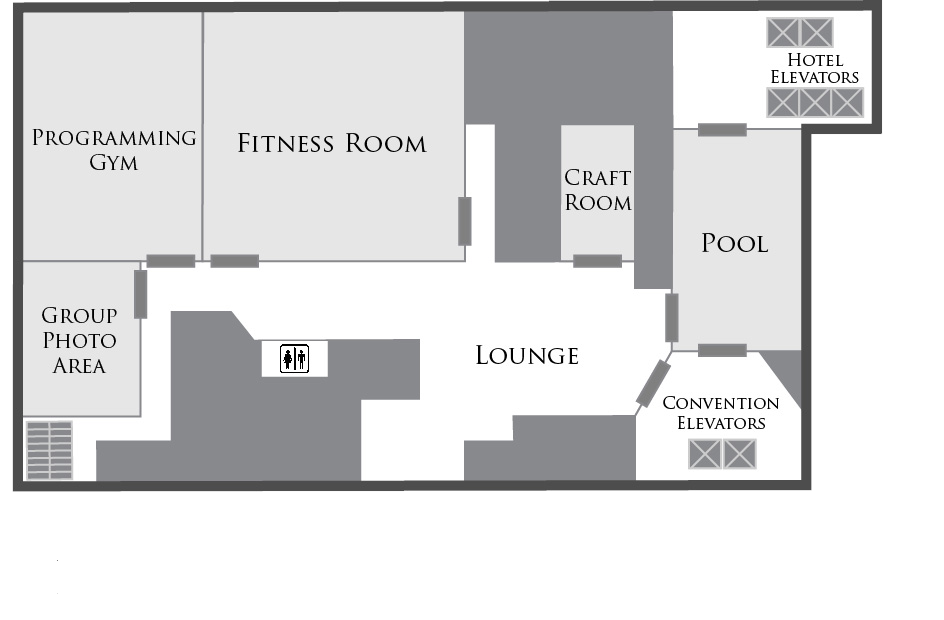 Hotel
Elevators
Programming
Gym
Fitness Room
Craft
Room
Pool
Group
Photo
Area
Lounge
Convention
Elevators